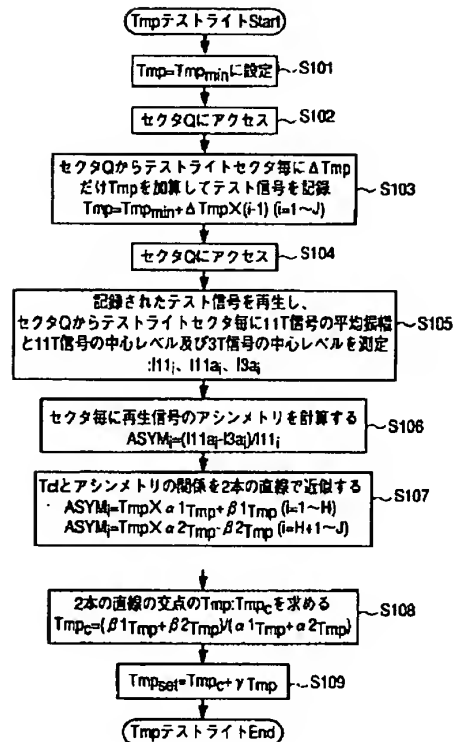 TmpテストライトStart
Tmp=Tmpminに設定
S101
セクタQにアクセス
S102
セクタQからテストライトセクタ毎にΔTmp
だけTmpを加算してテスト信号を記録
Tmp=Tmpmin+ΔTmp×(i-1) (i=1~J)
S103
セクタQにアクセス
S104
記録されたテスト信号を再生し、
セクタQからテストライトセクタ毎に11T信号の平均振幅
と11T信号の中心レベル及び3T信号の中心レベルを測定
:I11i、I11ai、I3ai
S105
セクタ毎に再生信号のアシンメトリを計算する
ASYMi=(I11ai-I3ai)/I11i
S106
Tclとアシンメトリの関係を2本の直線で近似する
ASYMi=Tmp×α1Tmp+β1Tmp (i=1~H)
ASYMi=Tmp×α2Tmp-β2Tmp (i=H+1~J)
S107
2本の直線の交点のTmp:Tmpcを求める
Tmpc=(β1Tmp+β2Tmp)/(α1Tmp+α2Tmp)
S108
Tmpset=Tmpc+γTmp
S109
TmpテストライトEnd